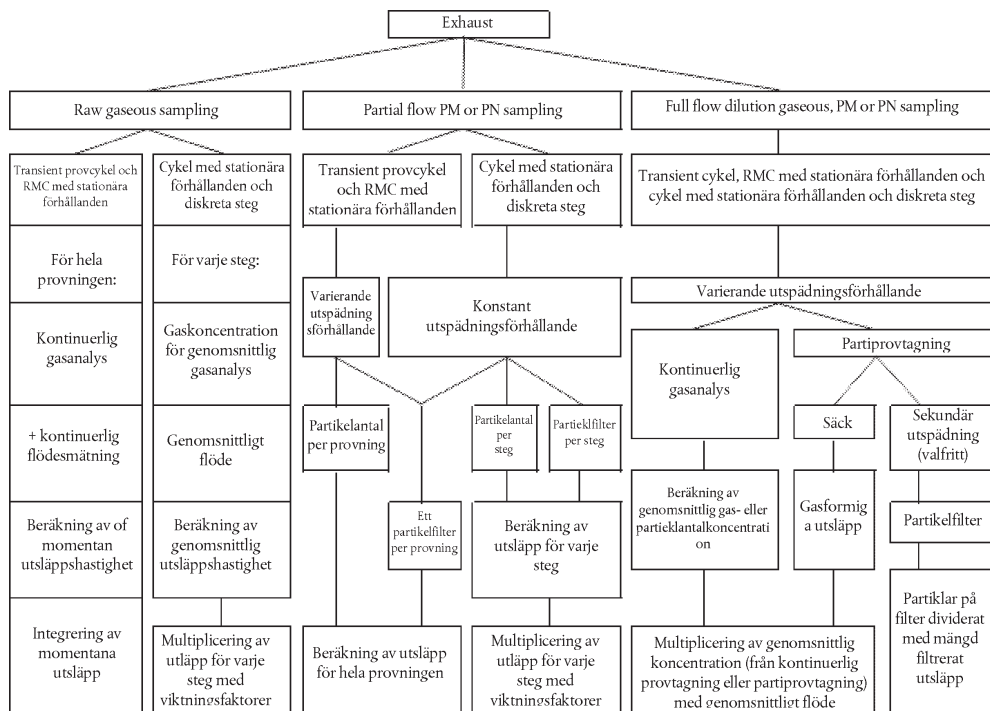 Exhaust
Raw gaseous sampling
Partial flow PM or PN sampling
Full flow dilution gaseous, PM or PN sampling
Transient provcykel och
RMC med stationära
förhållanden
Cykel med stationära
förhållanden och
diskreta steg
Transient provcykel
och RMC med
stationära förhållanden
Cykel med stationära
förhållanden och
diskreta steg
Transient cykel, RMC med stationära förhållanden och
cykel med stationära förhållanden och diskreta steg
För hela
provningen:
För varje steg:
Varierande
utspädning
sförhållande
Konstant
utspädningsförhållande
Varierande utspädningsförhållande
Kontinuerlig
gasanalys
Gaskoncentration
för genomsnittlig
gasanalys
Kontinuerlig
gasanalys
Partiprovtagning
+ kontinuerlig
flödesmätning
Genomsnittligt
flöde
Partikelantal
per provning
Partikelantal
per
steg
Partieklfilter
per steg
Säck
Sekundär
utspädning
(valfritt)
Beräkning av of
momentan
utsläppshastighet
Beräkning av
genomsnittlig
utsläppshastighet
Ett
partikelfilter
per provning
Beräkning av
utsläpp för varje
steg
Beräkning av
genomsnittlig gas- eller
partieklantalkoncentrati
on
Gasformig
a utsläpp
Partikelfilter
Integrering av
momentana
utsläpp
Multiplicering av
utläpp för varje
steg med
viktningsfaktorer
Beräkning av utsläpp
för hela provningen
Multiplicering av
utläpp för varje
steg med
viktningsfaktorer
Multiplicering av genomsnittlig
koncentration (från kontinuerlig
provtagning eller partiprovtagning)
med genomsnittligt flöde
Partiklar på
filter dividerat
med mängd
filtrerat
utsläpp